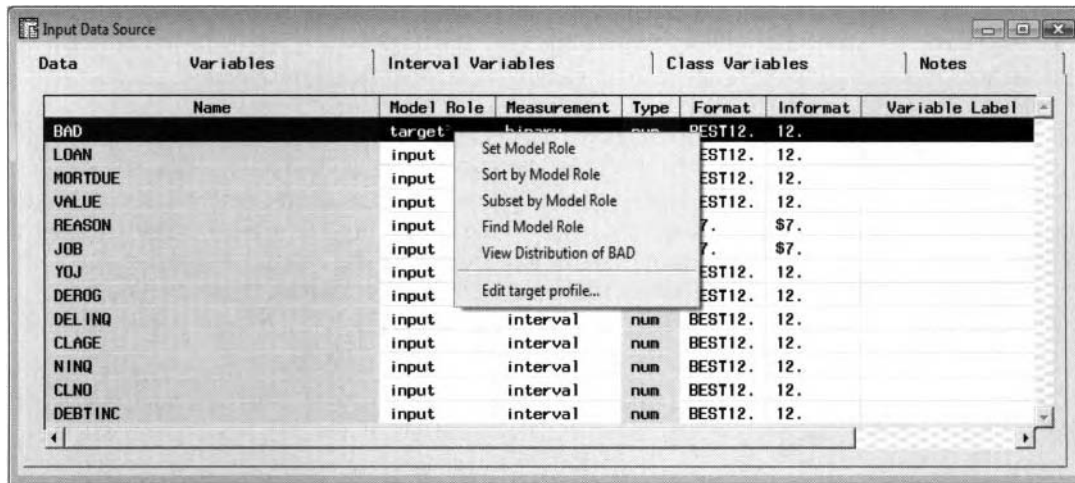 Input Data Source
Data Variables Interval Variables Class Variables Notes
Name Model Role Measurement Type Format Informat Variable Label
BAD target binary num BEST12. 12.
LOAN input EST12. 12.
MORTDUE input EST12. 12.
VALUE input EST12. 12.
REASON input 7. $7.
JOB input 7. $7.
YOJ input EST12. 12.
DEROG input EST12. 12.
DELINQ input interval num BEST12. 12.
CLAGE input interval num BEST12. 12.
NINQ input interval num BEST12. 12.
CLNO input interval num BEST12. 12.
DEBTINC input interval num BEST12. 12.
Set Model Role
Sort by Model Role
Subset by Model Role
Find Model Role
View Distribution of BAD
Edit target profile...